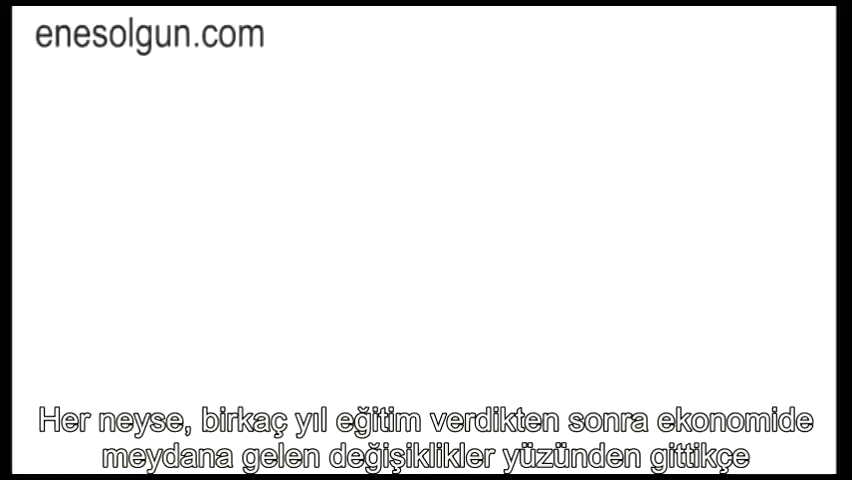 enesolgun.com
Her neyse, birkaç yıl eğitim verdikten sonra ekonomide
meydana gelen değişiklikler yüzünden gittikçe